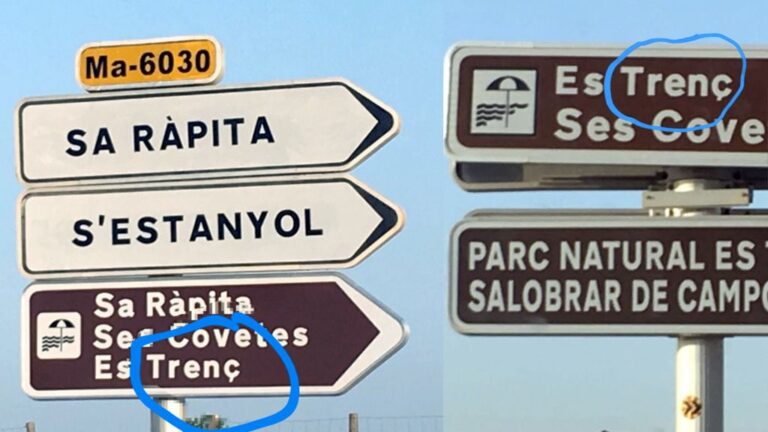 Ma-6030
SA RÀPITA
S'ESTANYOL
Sa Ràpita
Ses Covetes
Es Trenç
Es Trenç
Ses Cove
PARC NATURAL ES
SALOBRAR DE CAMPO